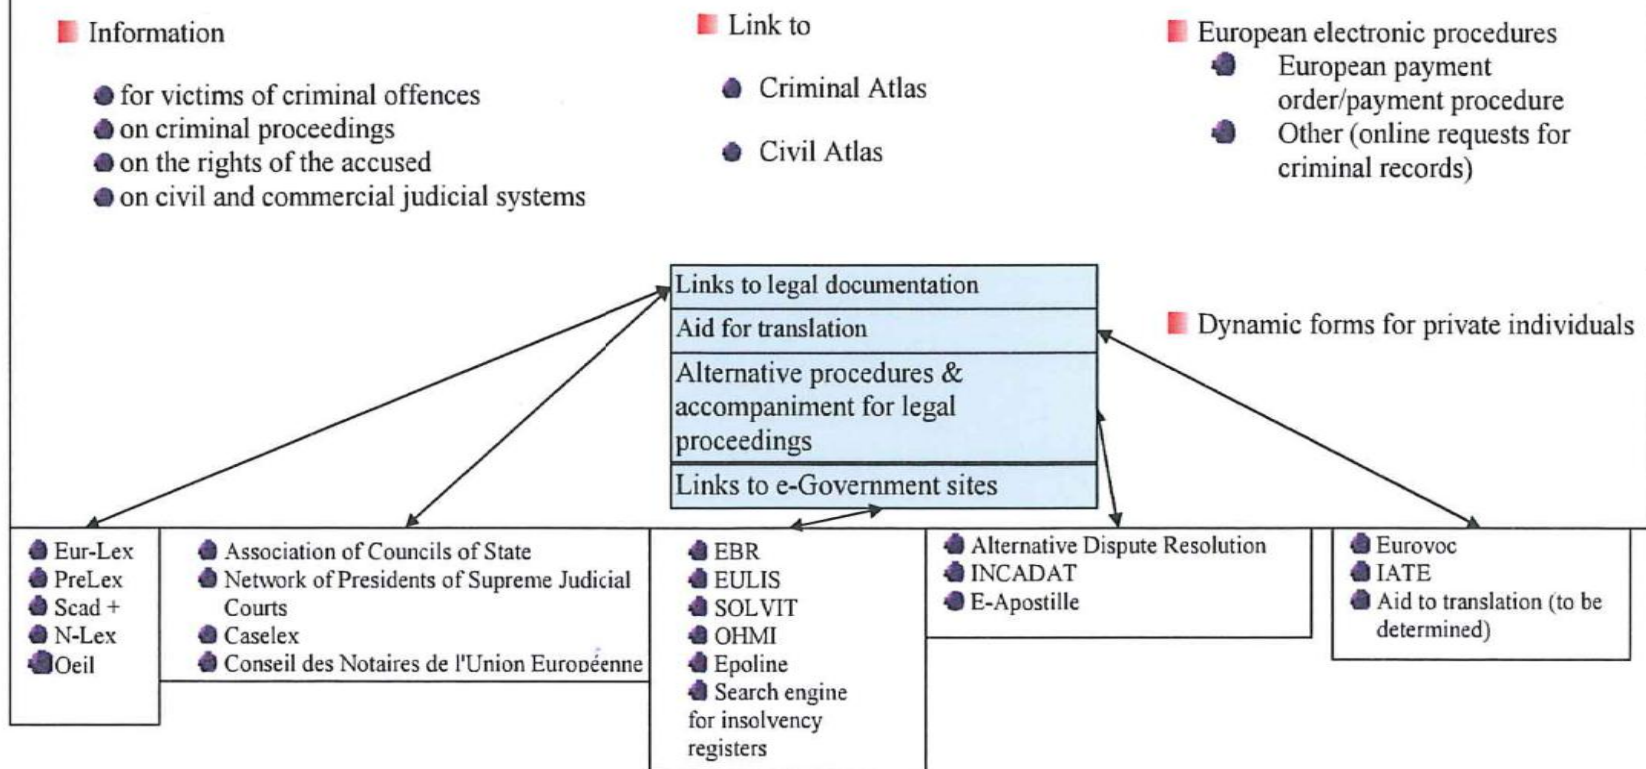 Information
for victims of criminal offences
on criminal proceedings
on the rights of the accused
on civil and commercial judicial systems
Link to
Criminal Atlas
Civil Atlas
European electronic procedures
European payment
order/payment procedure
Other (online requests for
criminal records)
Dynamic forms for private individuals
Links to legal documentation
Aid for translation
Alternative procedures &
accompaniment for legal
proceedings
Links to e-Government sites
Eur-Lex
PreLex
Scad +
N-Lex
Oeil
Association of Councils of State
Network of Presidents of Supreme Judicial
Courts
Caselex
Conseil des Notaires de l'Union Européenne
EBR
EULIS
SOLVIT
OHMI
Epoline
Search engine
for insolvency
registers
Alternative Dispute Resolution
INCADAT
E-Apostille
Eurovoc
IATE
Aid to translation (to be
determined)